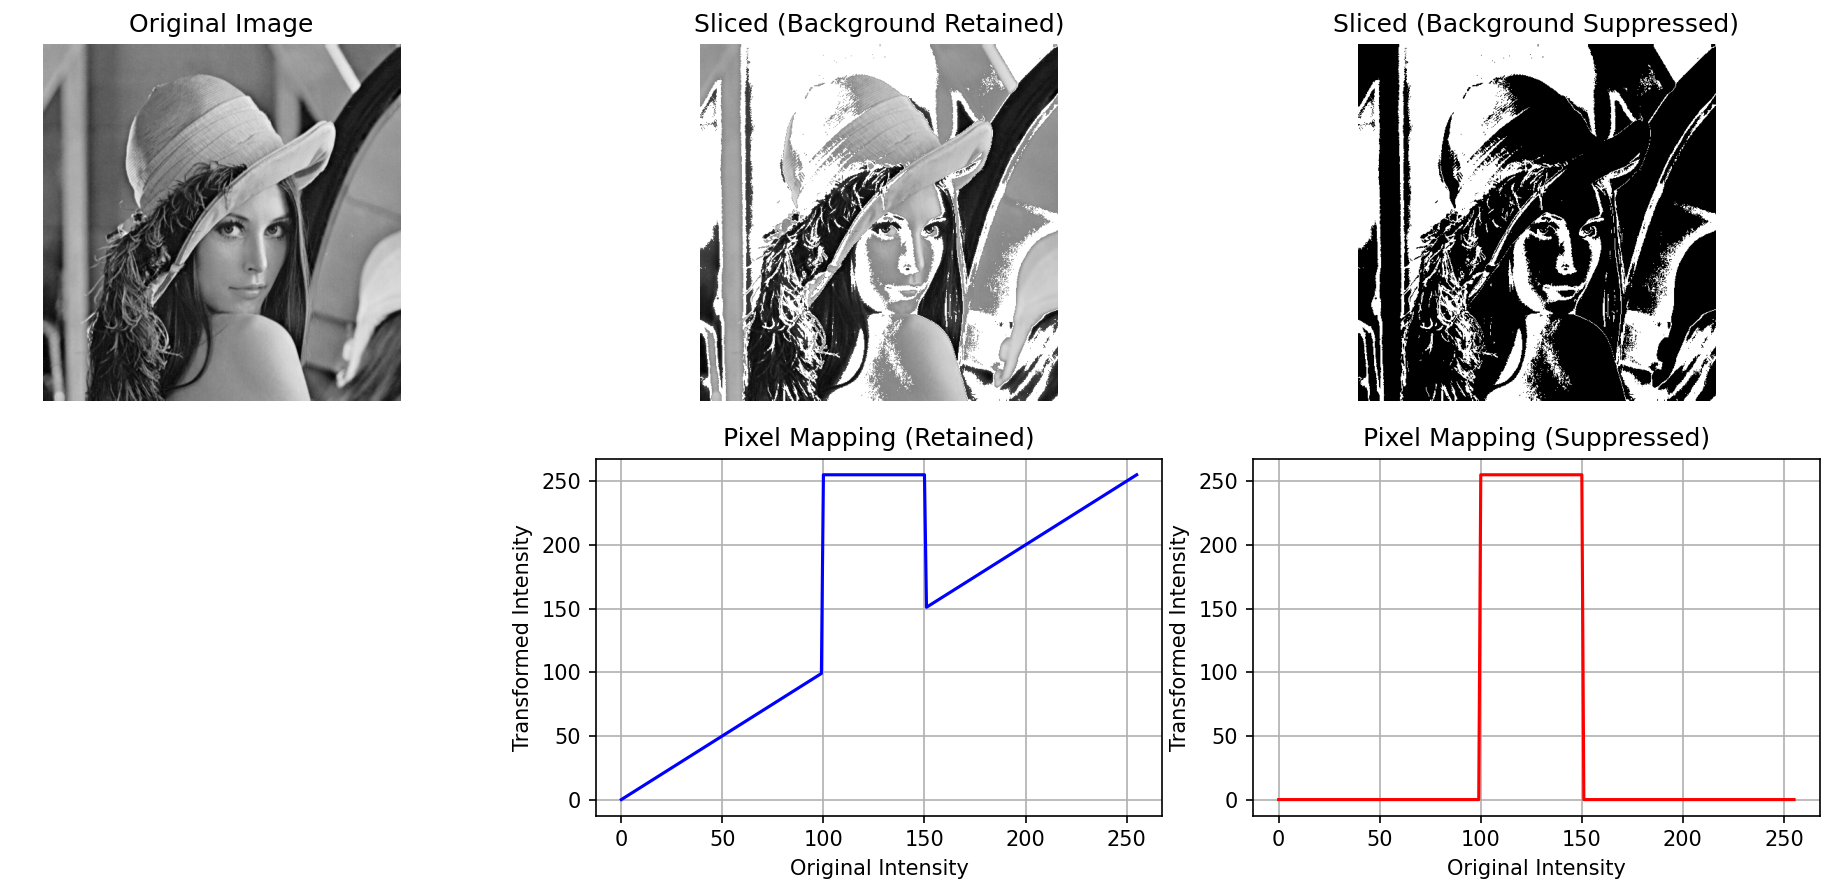 Original Image
Sliced (Background Retained)
Sliced (Background Suppressed)
Pixel Mapping (Retained)
250
200
150
100
50
0
Transformed Intensity
0 50 100 150 200 250
Original Intensity
Pixel Mapping (Suppressed)
250
200
150
100
50
0
Transformed Intensity
0 50 100 150 200 250
Original Intensity